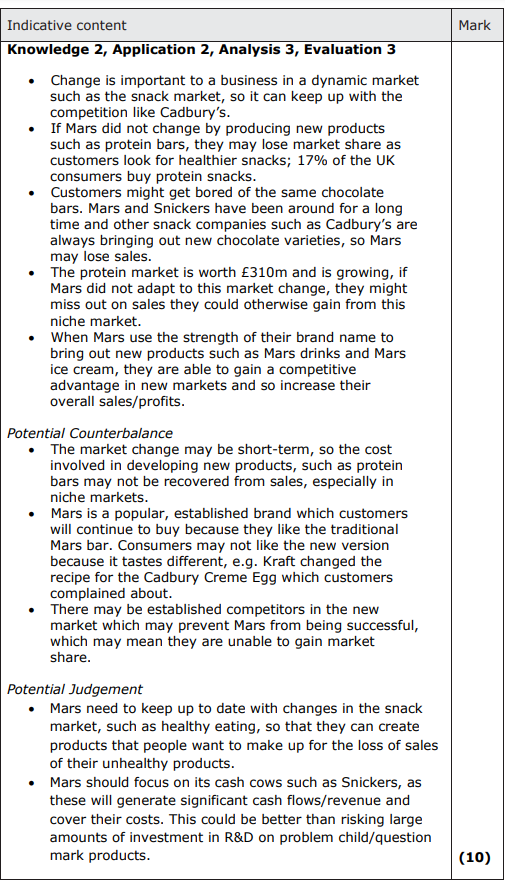 Indicative content Mark
Knowledge 2, Application 2, Analysis 3, Evaluation 3
• Change is important to a business in a dynamic market
such as the snack market, so it can keep up with the
competition like Cadbury's.
• If Mars did not change by producing new products
such as protein bars, they may lose market share as
customers look for healthier snacks; 17% of the UK
consumers buy protein snacks.
• Customers might get bored of the same chocolate
bars. Mars and Snickers have been around for a long
time and other snack companies such as Cadbury's are
always bringing out new chocolate varieties, so Mars
may lose sales.
• The protein market is worth £310m and is growing, if
Mars did not adapt to this market change, they might
miss out on sales they could otherwise gain from this
niche market.
• When Mars use the strength of their brand name to
bring out new products such as Mars drinks and Mars
ice cream, they are able to gain a competitive
advantage in new markets and so increase their
overall sales/profits.
Potential Counterbalance
• The market change may be short-term, so the cost
involved in developing new products, such as protein
bars may not be recovered from sales, especially in
niche markets.
• Mars is a popular, established brand which customers
will continue to buy because they like the traditional
Mars bar. Consumers may not like the new version
because it tastes different, e.g. Kraft changed the
recipe for the Cadbury Creme Egg which customers
complained about.
• There may be established competitors in the new
market which may prevent Mars from being successful,
which may mean they are unable to gain market
share.
Potential Judgement
• Mars need to keep up to date with changes in the snack
market, such as healthy eating, so that they can create
products that people want to make up for the loss of sales
of their unhealthy products.
• Mars should focus on its cash cows such as Snickers, as
these will generate significant cash flows/revenue and
cover their costs. This could be better than risking large
amounts of investment in R&D on problem child/question
mark products.
(10)